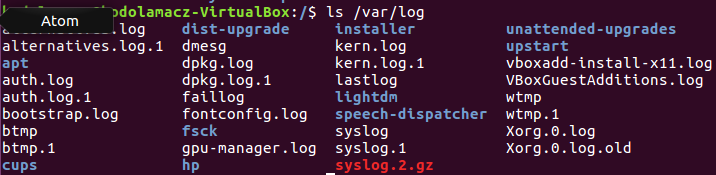 Atom
hodolamacz-VirtualBox:/$ ls /var/log
.log dist-upgrade installer unattended-upgrades
alternatives.log.1 dmesg kern.log upstart
apt dpkg.log kern.log.1 vboxadd-install-x11.log
auth.log dpkg.log.1 lastlog VBoxGuestAdditions.log
auth.log.1 faillog lightdm wtmp
bootstrap.log fontconfig.log speech-dispatcher wtmp.1
btmp fsck syslog Xorg.0.log
btmp.1 gpu-manager.log syslog.1 Xorg.0.log.old
cups hp syslog.2.gz